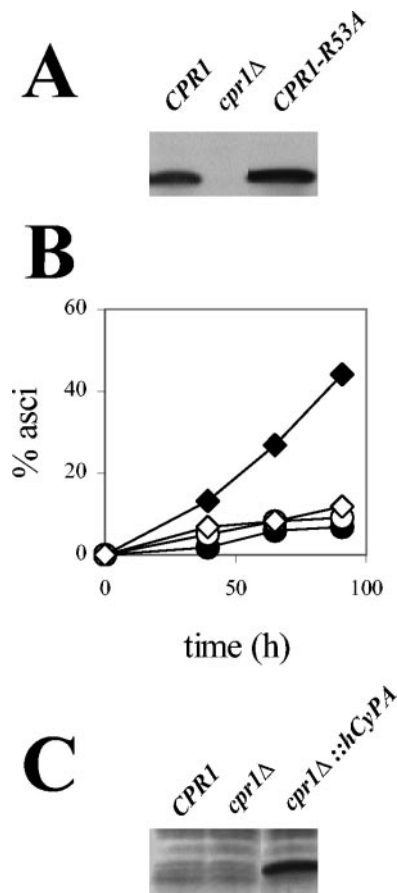 A
CPR1 cpr1Δ CPR1-R53A
B
60
40
20
0
% asci
0 50 100
time (h)
C
CPR1 cpr1Δ cpr1Δ::hCyPA